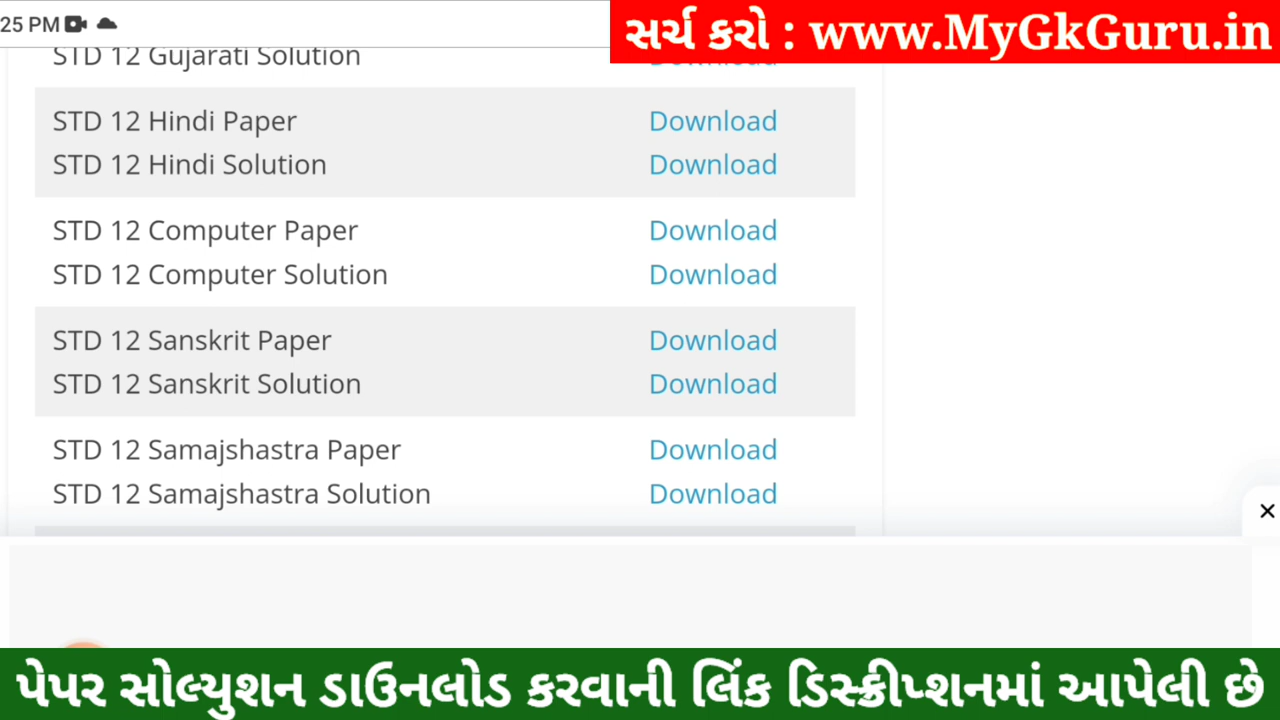 25 PM
સર્ચ કરો : www.MyGkGuru.in
STD 12 Gujarati Solution
STD 12 Hindi Paper Download
STD 12 Hindi Solution Download
STD 12 Computer Paper Download
STD 12 Computer Solution Download
STD 12 Sanskrit Paper Download
STD 12 Sanskrit Solution Download
STD 12 Samajshastra Paper Download
STD 12 Samajshastra Solution Download
પેપર સોલ્યુશન ડાઉનલોડ કરવાની લિંક ડિસ્ક્રીપ્શનમાં આપેલી છે